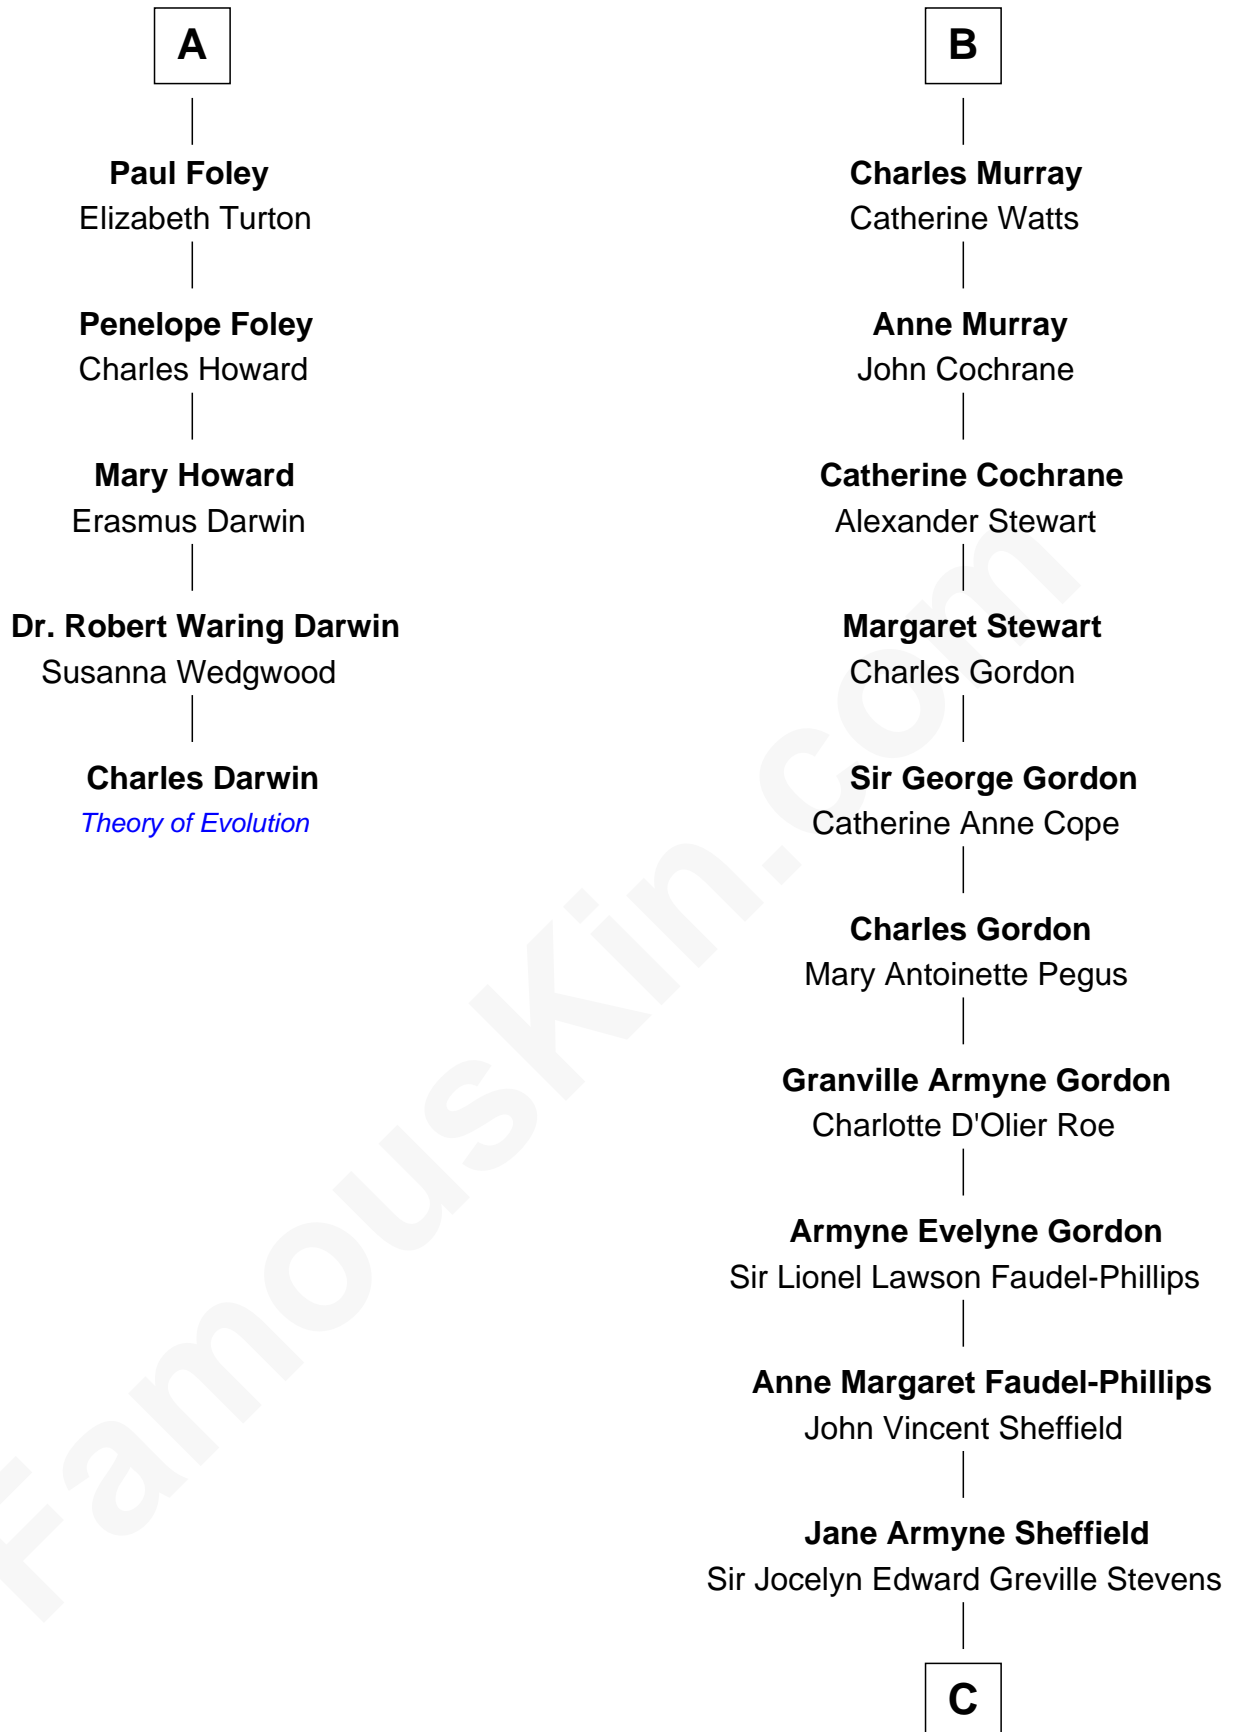 A
Paul Foley
Elizabeth Turton
Penelope Foley
Charles Howard
Mary Howard
Erasmus Darwin
Dr. Robert Waring Darwin
Susanna Wedgwood
Charles Darwin
Theory of Evolution
B
Charles Murray
Catherine Watts
Anne Murray
John Cochrane
Catherine Cochrane
Alexander Stewart
Margaret Stewart
Charles Gordon
Sir George Gordon
Catherine Anne Cope
Charles Gordon
Mary Antoinette Pegus
Granville Armyne Gordon
Charlotte D'Olier Roe
Armyne Evelyne Gordon
Sir Lionel Lawson Faudel-Phillips
Anne Margaret Faudel-Phillips
John Vincent Sheffield
Jane Armyne Sheffield
Sir Jocelyn Edward Greville Stevens
C
FamousKin.com